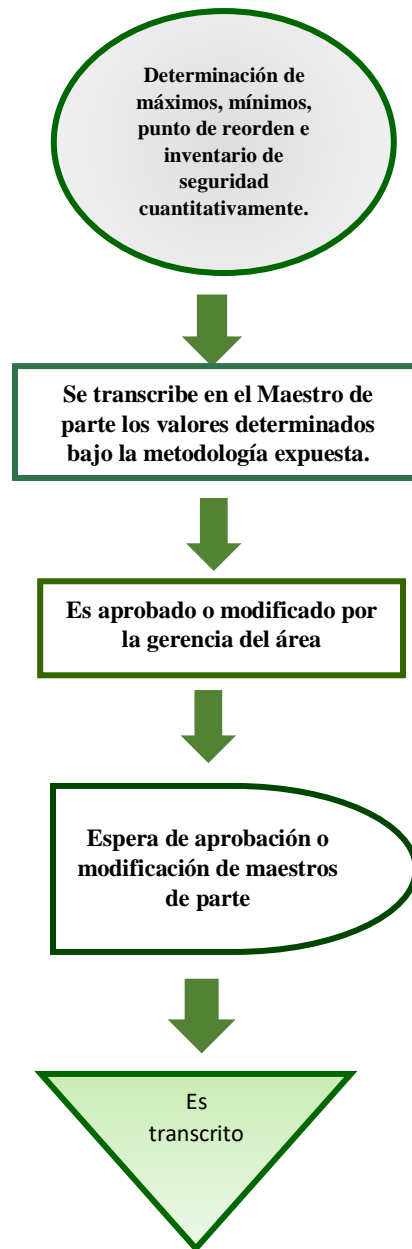 Determinación de
máximos, mínimos,
punto de reorden e
inventario de
seguridad
cuantitativamente.
Se transcribe en el Maestro de
parte los valores determinados
bajo la metodología expuesta.
Es aprobado o modificado por
la gerencia del área
Espera de aprobación o
modificación de maestros
de parte
Es
transcrito